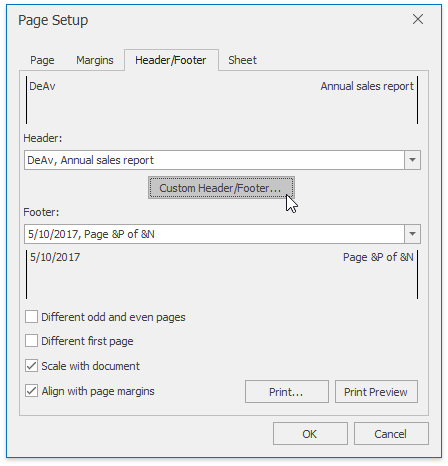 Page Setup
Page Margins Header/Footer Sheet
DeAv Annual sales report
Header:
DeAv, Annual sales report
Custom Header/Footer...
Footer:
5/10/2017, Page &P of &N
5/10/2017 Page &P of &N
Different odd and even pages
Different first page
Scale with document
Align with page margins Print... Print Preview
OK Cancel